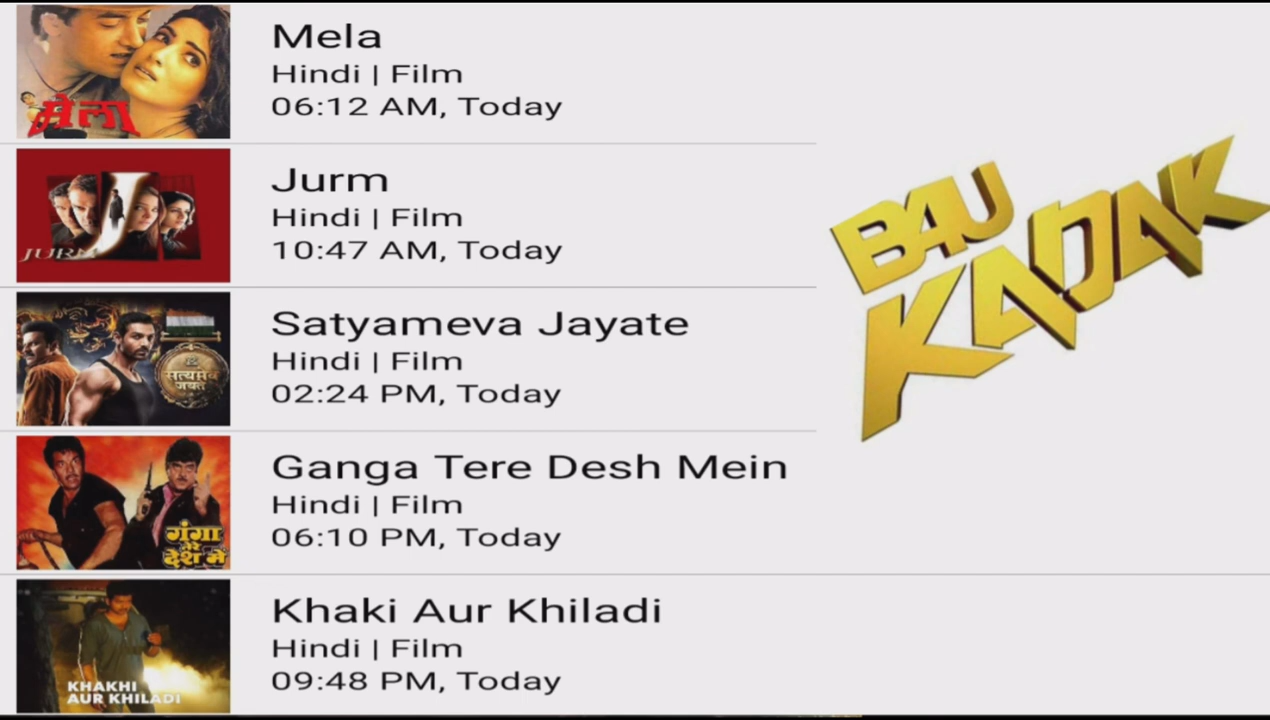 मेला
Mela
Hindi | Film
06:12 AM, Today
JURM
Jurm
Hindi | Film
10:47 AM, Today
सत्यमेव
जयते
Satyameva Jayate
Hindi | Film
02:24 PM, Today
गंगा
तेरे
देश में
Ganga Tere Desh Mein
Hindi | Film
06:10 PM, Today
KHAKHI
AUR KHILADI
Khaki Aur Khiladi
Hindi | Film
09:48 PM, Today
B4U
KADAK